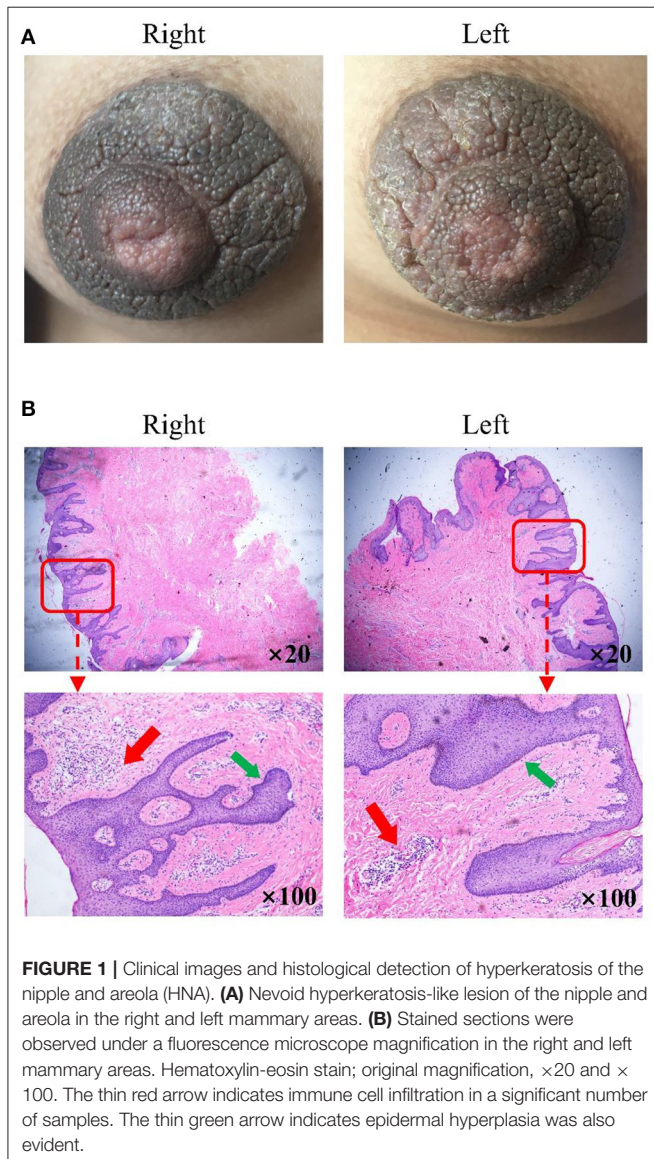 A
Right
Left
B
Right
Left
×20
×20
×100
×100
FIGURE 1 | Clinical images and histological detection of hyperkeratosis of the
nipple and areola (HNA). (A) Nevoid hyperkeratosis-like lesion of the nipple and
areola in the right and left mammary areas. (B) Stained sections were
observed under a fluorescence microscope magnification in the right and left
mammary areas. Hematoxylin-eosin stain; original magnification, ×20 and ×
100. The thin red arrow indicates immune cell infiltration in a significant number
of samples. The thin green arrow indicates epidermal hyperplasia was also
evident.